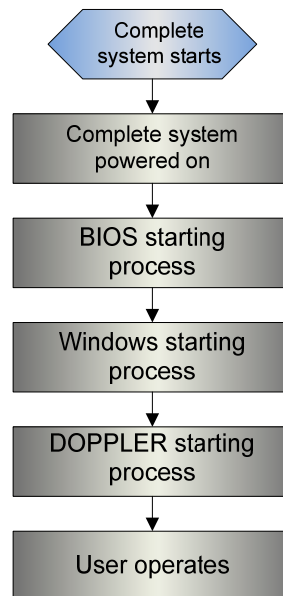 Complete
system starts
Complete system
powered on
BIOS starting
process
Windows starting
process
DOPPLER starting
process
User operates